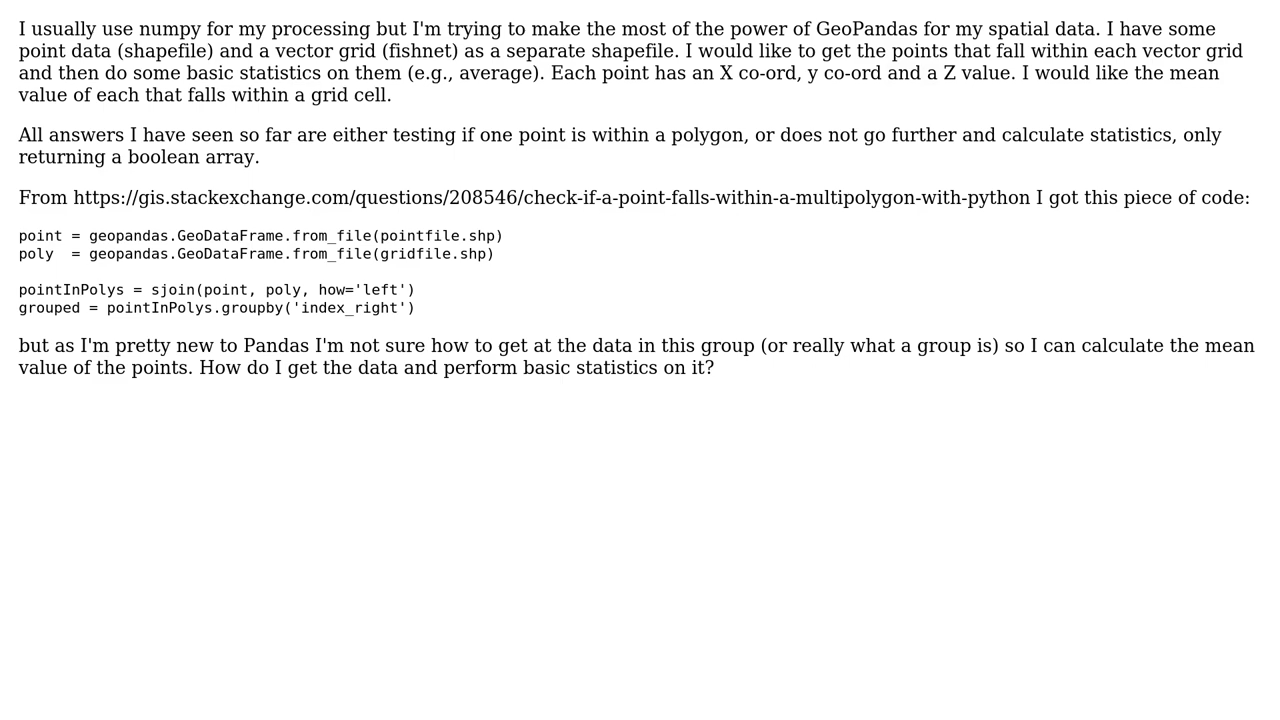 I usually use numpy for my processing but I'm trying to make the most of the power of GeoPandas for my spatial data. I have some
point data (shapefile) and a vector grid (fishnet) as a separate shapefile. I would like to get the points that fall within each vector grid
and then do some basic statistics on them (e.g., average). Each point has an X co-ord, y co-ord and a Z value. I would like the mean
value of each that falls within a grid cell.
All answers I have seen so far are either testing if one point is within a polygon, or does not go further and calculate statistics, only
returning a boolean array.
From https://gis.stackexchange.com/questions/208546/check-if-a-point-falls-within-a-multipolygon-with-python I got this piece of code:
point = geopandas.GeoDataFrame.from_file(pointfile.shp)
poly  = geopandas.GeoDataFrame.from_file(gridfile.shp)
pointInPolys = sjoin(point, poly, how='left')
grouped = pointInPolys.groupby('index_right')
but as I'm pretty new to Pandas I'm not sure how to get at the data in this group (or really what a group is) so I can calculate the mean
value of the points. How do I get the data and perform basic statistics on it?